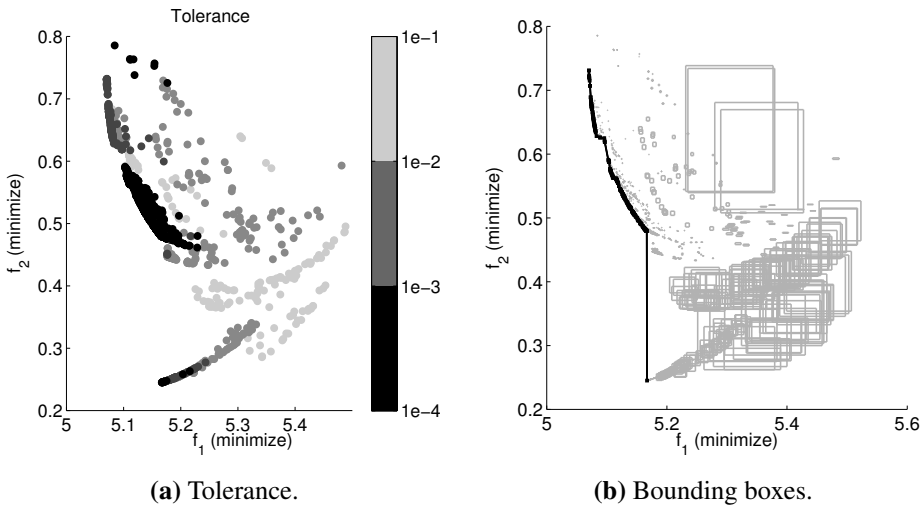 Tolerance
0.8
0.7
0.6
0.5
0.4
0.3
0.2
f2 (minimize)
5
5.1
5.2
5.3
5.4
f1 (minimize)
1e−1
1e−2
1e−3
1e−4
(a) Tolerance.
0.8
0.7
0.6
0.5
0.4
0.3
0.2
f2 (minimize)
5
5.2
5.4
5.6
f1 (minimize)
(b) Bounding boxes.